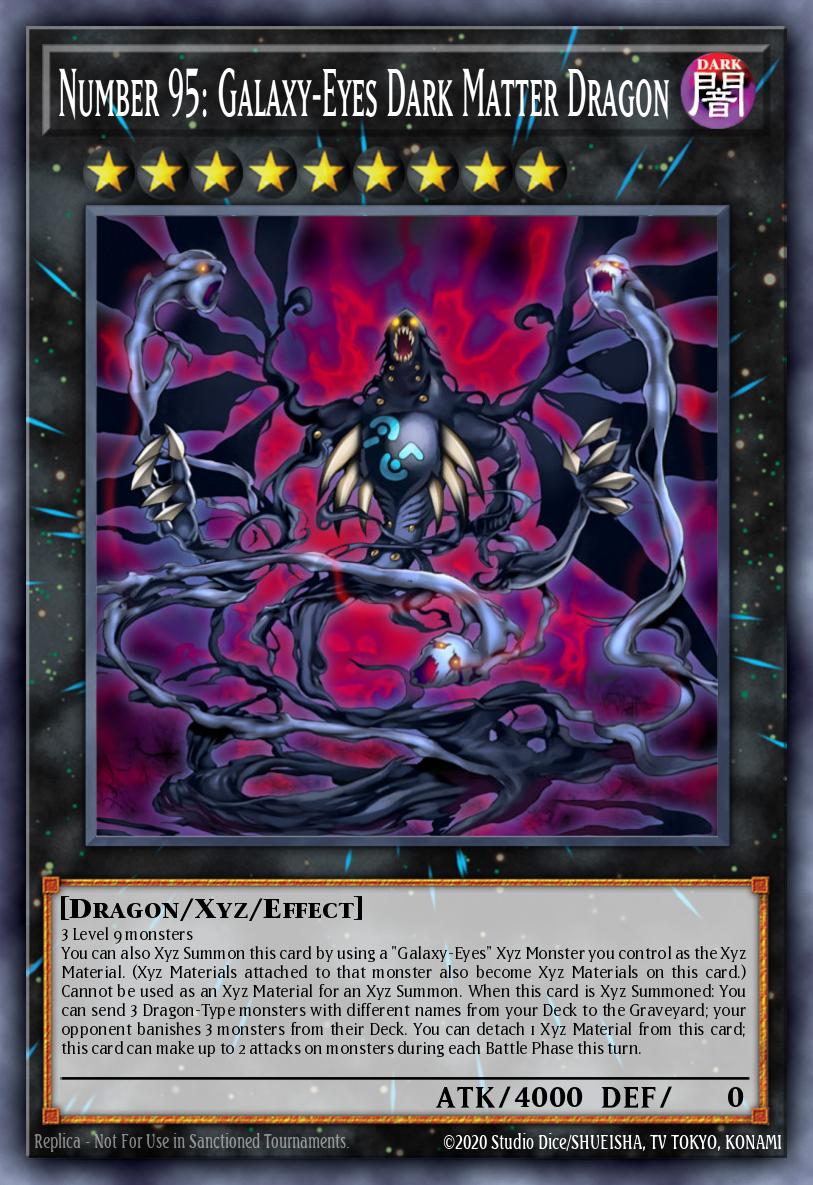 Number 95: Galaxy-Eyes Dark Matter Dragon
DARK
闇
[Dragon/Xyz/Effect]
3 Level 9 monsters
You can also Xyz Summon this card by using a "Galaxy-Eyes" Xyz Monster you control as the Xyz
Material. (Xyz Materials attached to that monster also become Xyz Materials on this card.)
Cannot be used as an Xyz Material for an Xyz Summon. When this card is Xyz Summoned: You
can send 3 Dragon-Type monsters with different names from your Deck to the Graveyard; your
opponent banishes 3 monsters from their Deck. You can detach 1 Xyz Material from this card;
this card can make up to 2 attacks on monsters during each Battle Phase this turn.
ATK/4000 DEF/ 0
Replica - Not For Use in Sanctioned Tournaments.
©2020 Studio Dice/SHUEISHA, TV TOKYO, KONAMI